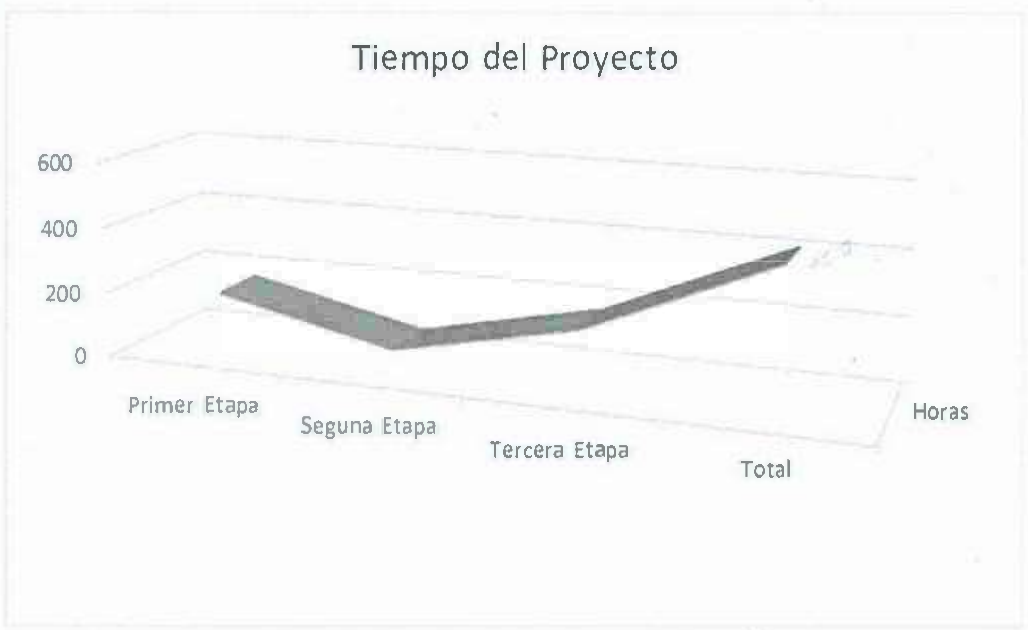 Tiempo del Proyecto
600
400
200
0
Primer Etapa
Seguna Etapa
Tercera Etapa
Total
Horas